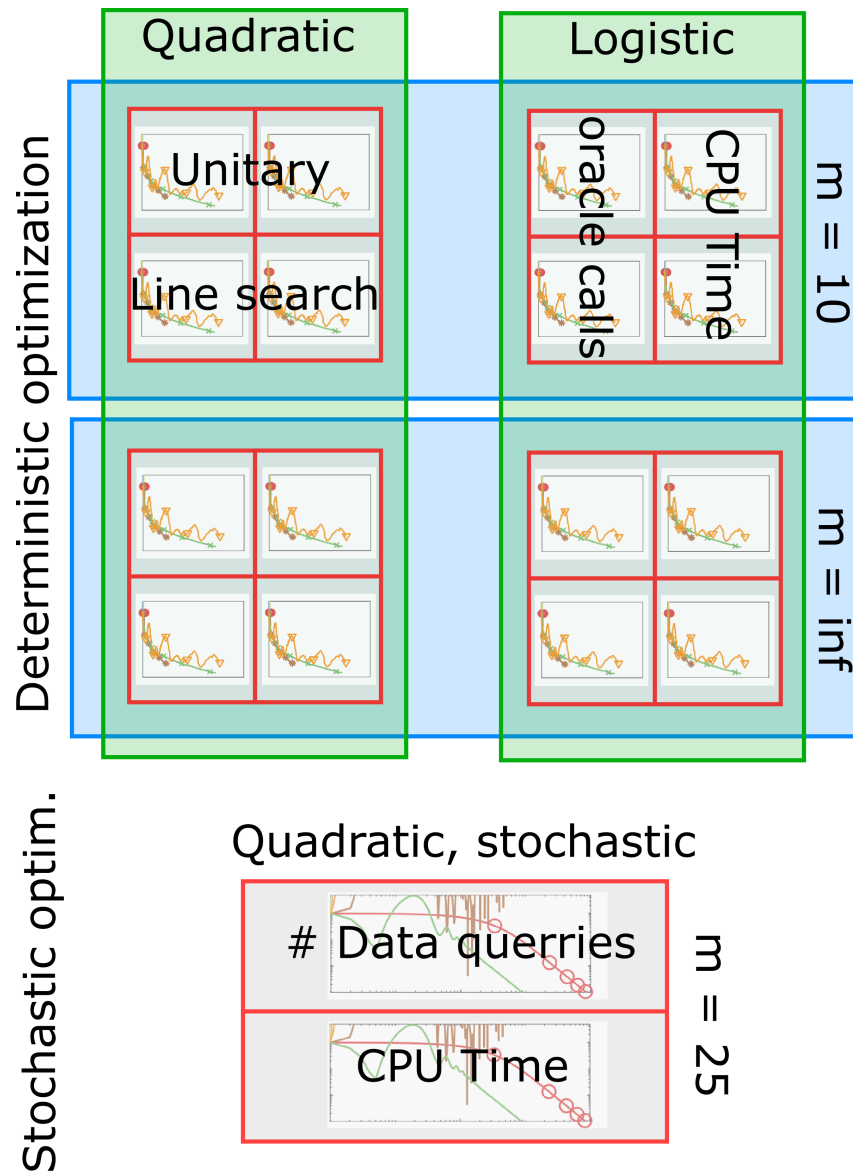 Quadratic
Logistic
Deterministic optimization
Unitary
Line search
oracle calls
CPU Time
m = 10
m = inf
Stochastic optim.
Quadratic, stochastic
# Data querries
CPU Time
m = 25